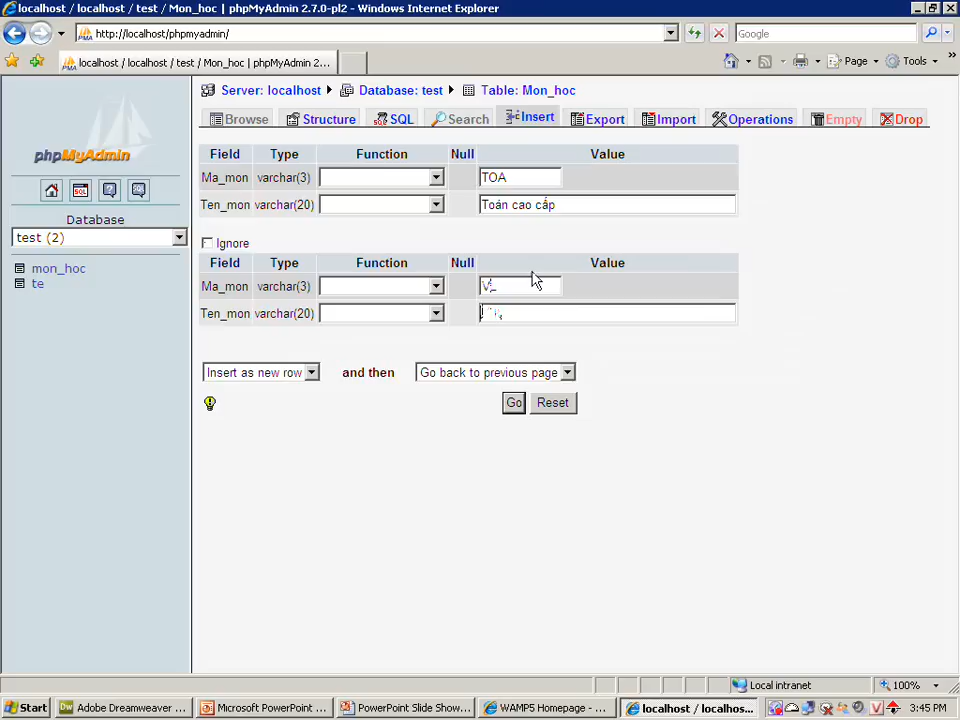 localhost / localhost / test / Mon_hoc | phpMyAdmin 2.7.0-pl2 - Windows Internet Explorer
http://localhost/phpmyadmin/
Google
localhost / localhost / test / Mon_hoc | phpMyAdmin 2...
Page
Tools
phpMyAdmin
Database
test (2)
mon_hoc
te
Server: localhost
Database: test
Table: Mon_hoc
Browse
Structure
SQL
Search
Insert
Export
Import
Operations
Empty
Drop
Field Type Function Null Value
Ma_mon varchar(3) TOA
Ten_mon varchar(20) Toán cao cấp
Ignore
Field Type Function Null Value
Ma_mon varchar(3)
Ten_mon varchar(20)
Insert as new row and then Go back to previous page
Go Reset
Local intranet
100%
Start
Adobe Dreamweaver ...
Microsoft PowerPoint ...
PowerPoint Slide Show...
WAMP5 Homepage - ...
localhost / localhos...
3:45 PM